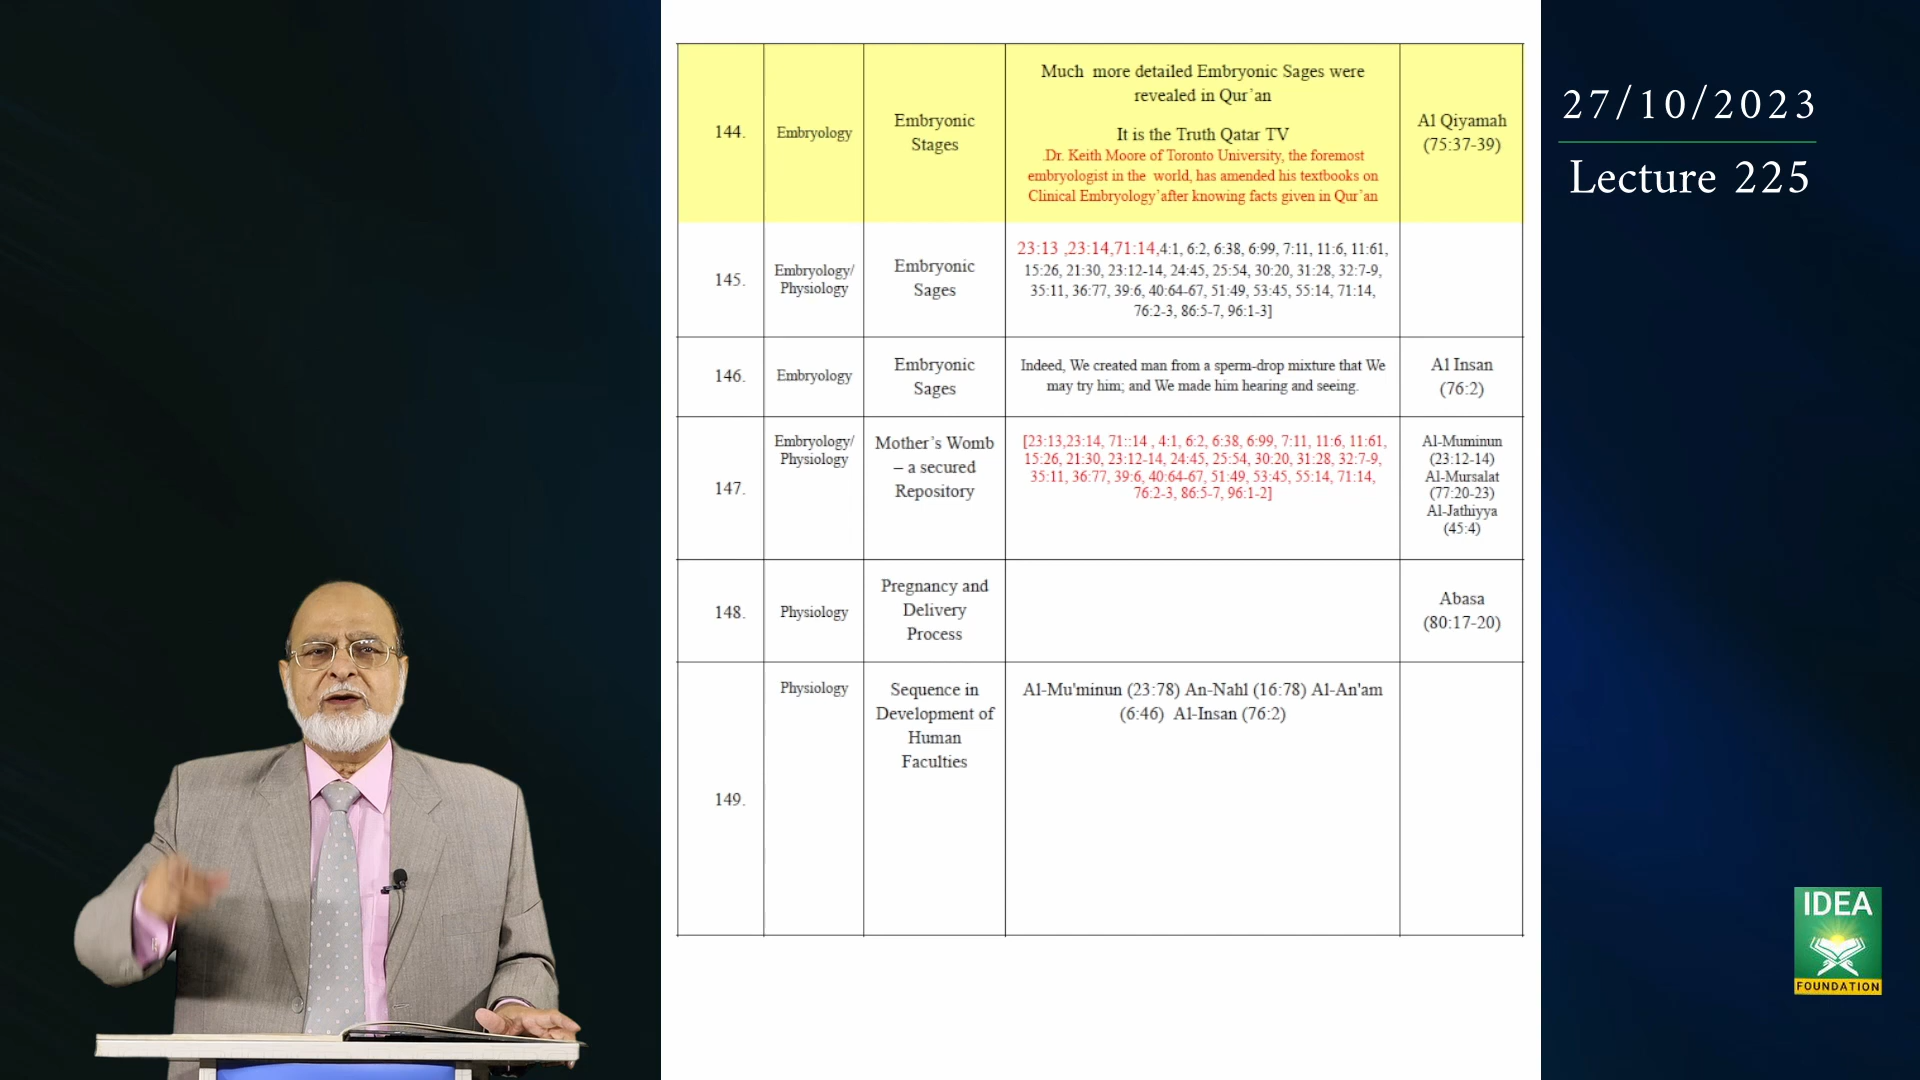 144.
Embryology
Embryonic
Stages
Much more detailed Embryonic Sages were
revealed in Qur'an
It is the Truth Qatar TV
.Dr. Keith Moore of Toronto University, the foremost
embryologist in the world, has amended his textbooks on
Clinical Embryology'after knowing facts given in Qur'an
Al Qiyamah
(75:37-39)
145.
Embryology/
Physiology
Embryonic
Sages
23:13 ,23:14,71:14,4:1, 6:2, 6:38, 6:99, 7:11, 11:6, 11:61,
15:26, 21:30, 23:12-14, 24:45, 25:54, 30:20, 31:28, 32:7-9,
35:11, 36:77, 39:6, 40:64-67, 51:49, 53:45, 55:14, 71:14,
76:2-3, 86:5-7, 96:1-3]
146.
Embryology
Embryonic
Sages
Indeed, We created man from a sperm-drop mixture that We
may try him; and We made him hearing and seeing.
Al Insan
(76:2)
147.
Embryology/
Physiology
Mother's Womb
– a secured
Repository
[23:13,23:14, 71::14 , 4:1, 6:2, 6:38, 6:99, 7:11, 11:6, 11:61,
15:26, 21:30, 23:12-14, 24:45, 25:54, 30:20, 31:28, 32:7-9,
35:11, 36:77, 39:6, 40:64-67, 51:49, 53:45, 55:14, 71:14,
76:2-3, 86:5-7, 96:1-2]
Al-Muminun
(23:12-14)
Al-Mursalat
(77:20-23)
Al-Jathiyya
(45:4)
148.
Physiology
Pregnancy and
Delivery
Process
Abasa
(80:17-20)
149.
Physiology
Sequence in
Development of
Human
Faculties
Al-Mu'minun (23:78) An-Nahl (16:78) Al-An'am
(6:46) Al-Insan (76:2)
27/10/2023
Lecture 225
IDEA
FOUNDATION